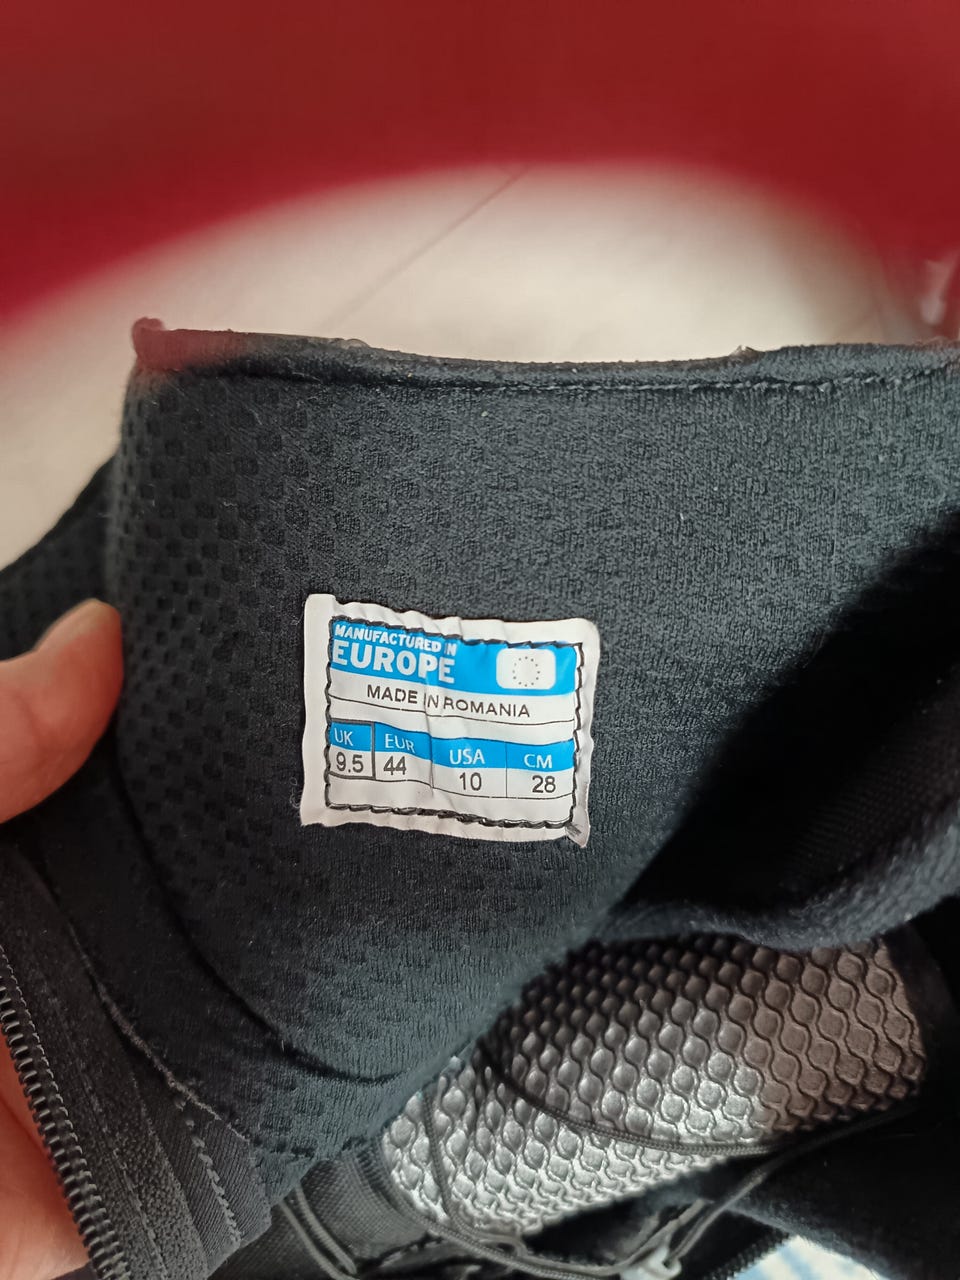 MANUFACTURED IN
EUROPE
MADE IN ROMANIA
UK EUR USA CM
9.5 44 10 28